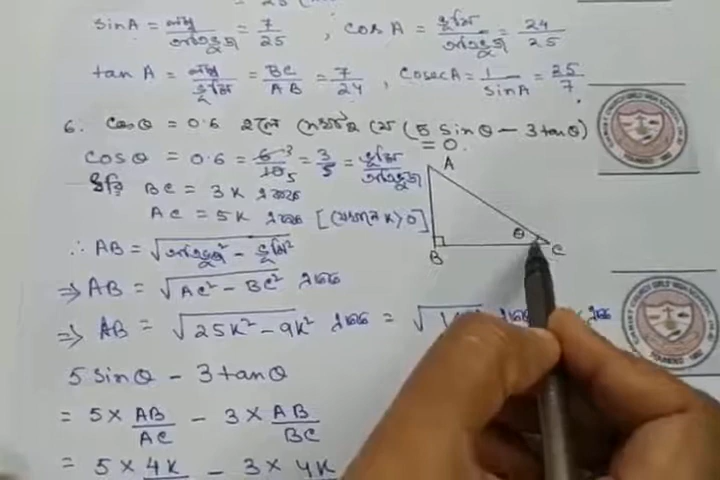 sinA = লম্ব/অতিভুজ = 7/25 , cosA = ভূমি/অতিভুজ = 24/25
tanA = লম্ব/ভূমি = BC/AB = 7/24 , cosecA = 1/sinA = 25/7
6. cosθ = 0.6 হলে দেখাই যে (5 sinθ - 3 tanθ) = 0.
cosθ = 0.6 = 6/10 = 3/5 = ভূমি/অতিভুজ
ধরি BC = 3K একক
AC = 5K একক [যেখানে K>0]
A
θ
B
C
∴ AB = √অতিভুজ² - ভূমি²
⇒ AB = √AC² - BC² একক
⇒ AB = √25K² - 9K² একক = √ একক
5 sinθ - 3 tanθ
= 5 × AB/AC - 3 × AB/BC
= 5 × 4K - 3 × 4K